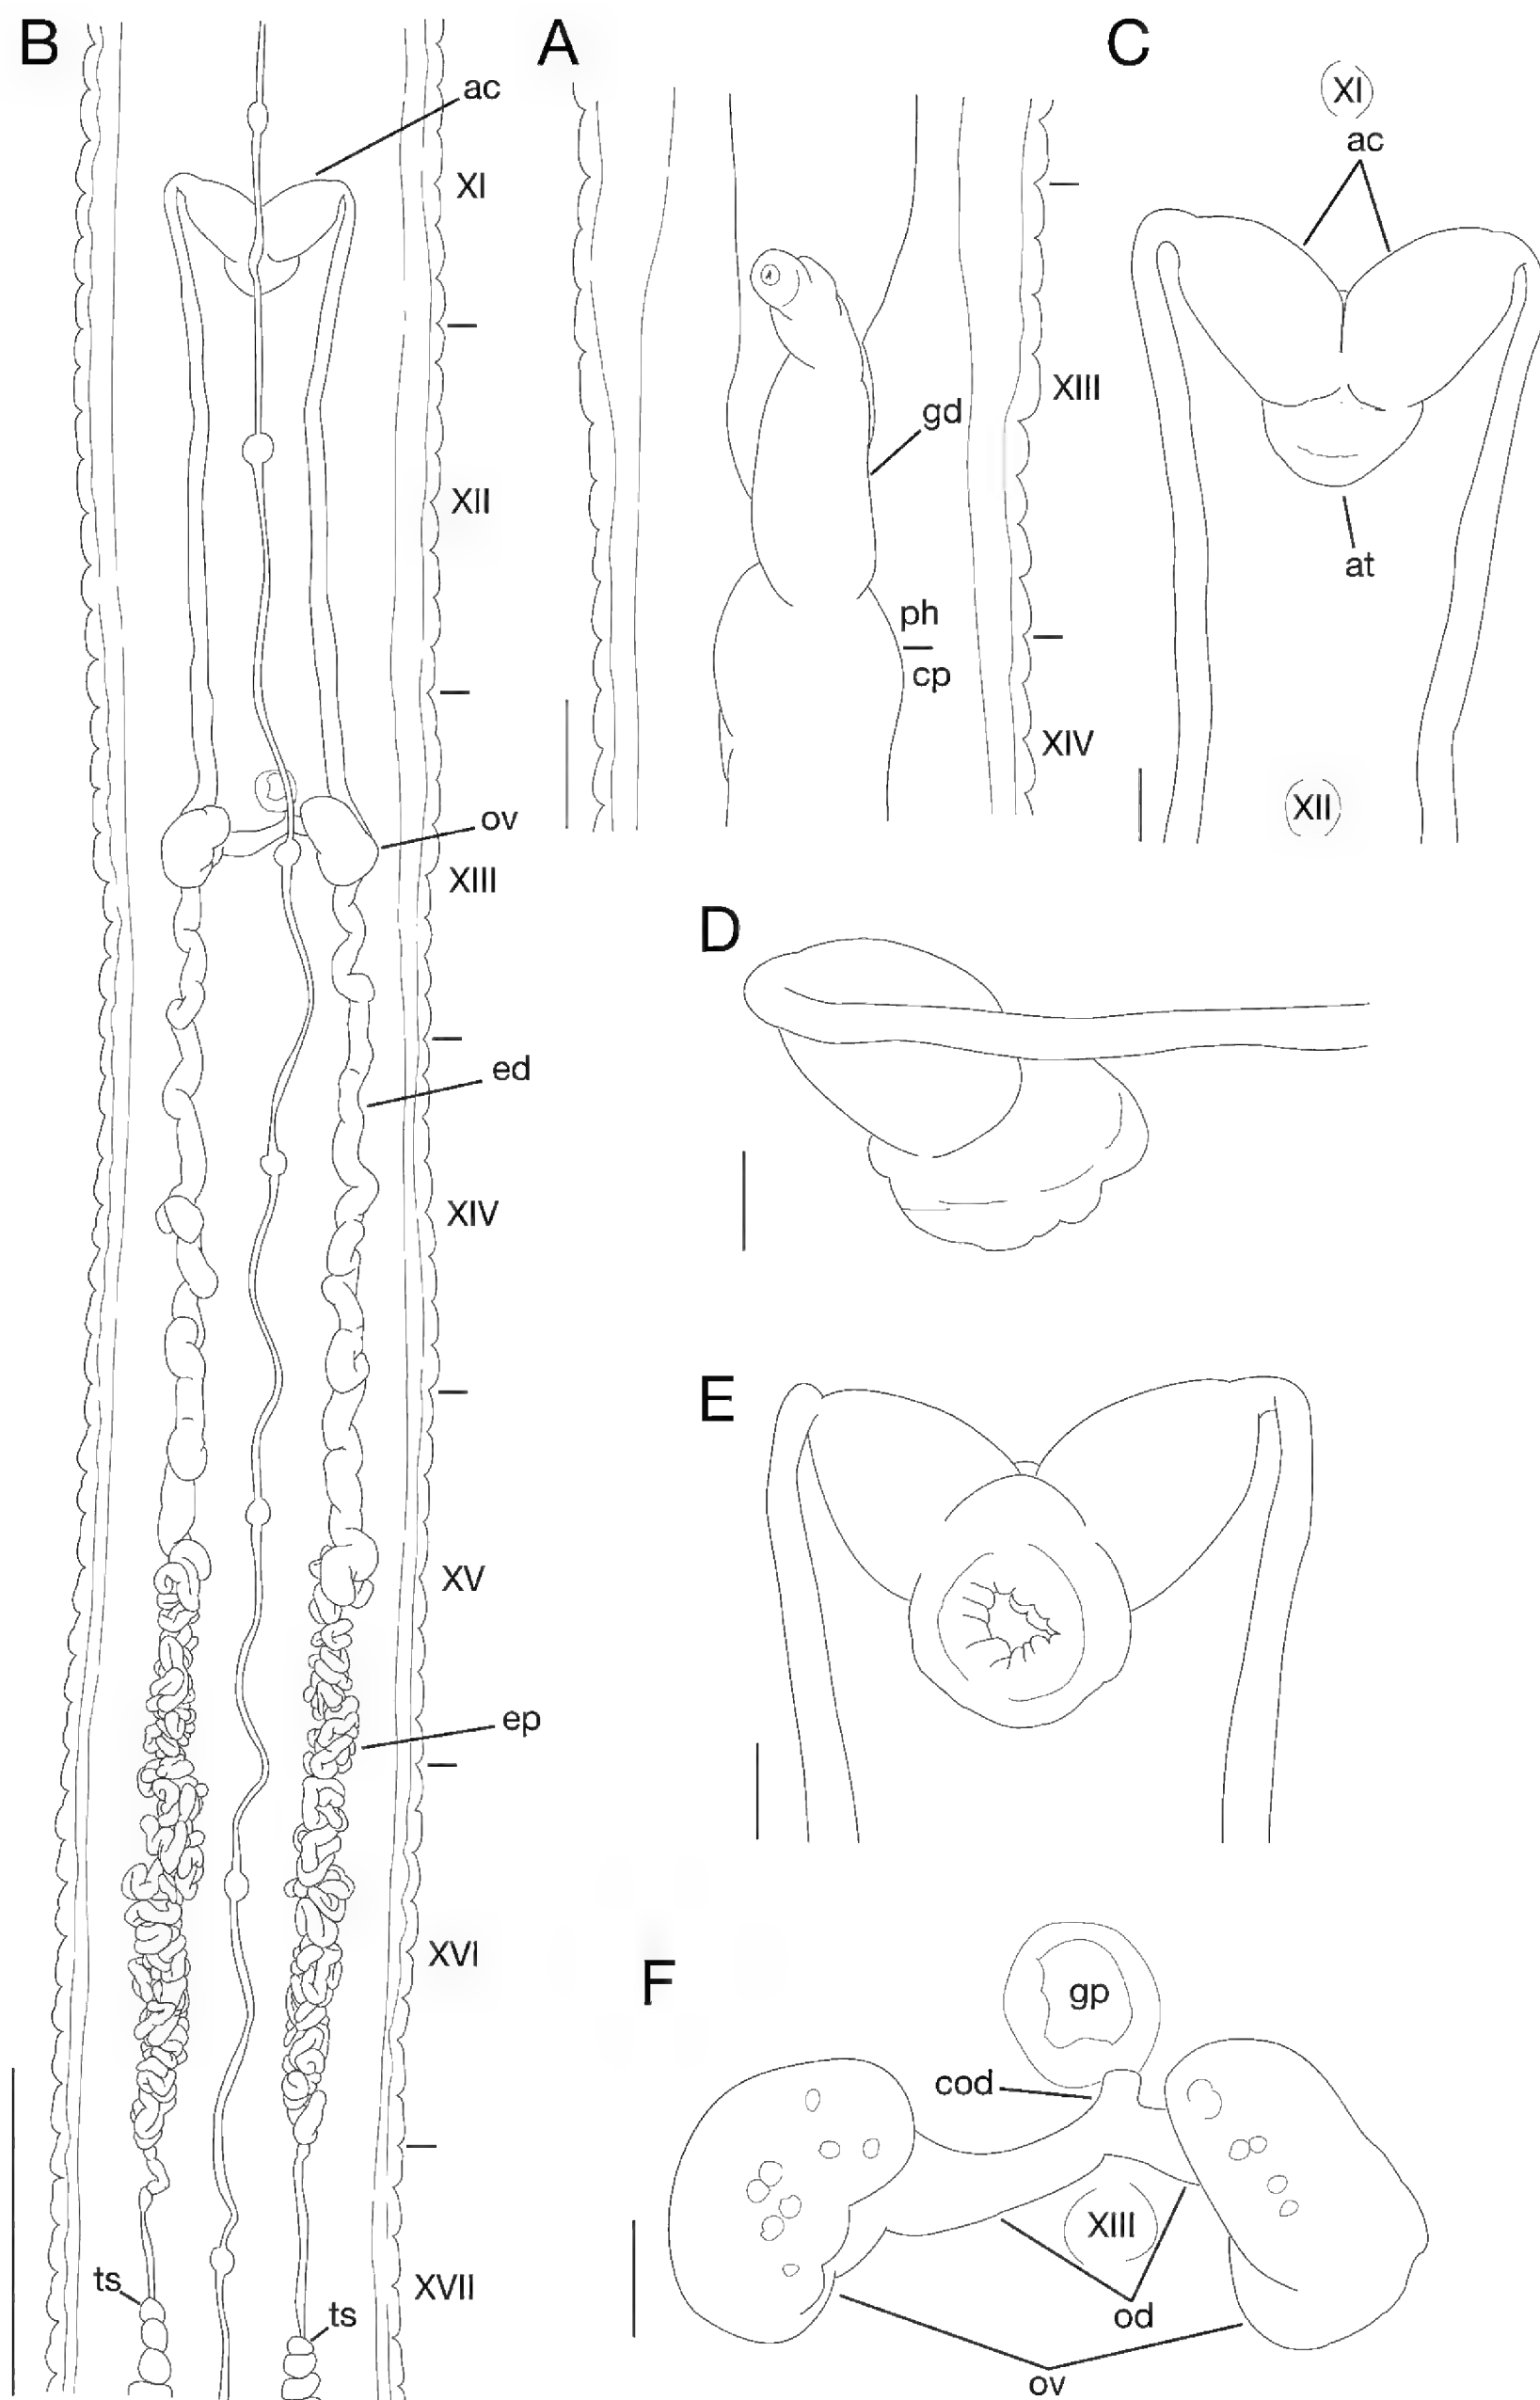 B
ac
XI
XII
ov
XIII
ed
XIV
XV
ep
XVI
ts
ts
XVII
A
gd
XIII
ph
cp
XIV
C
XI
ac
at
XII
D
E
F
gp
cod
XIII
od
ov